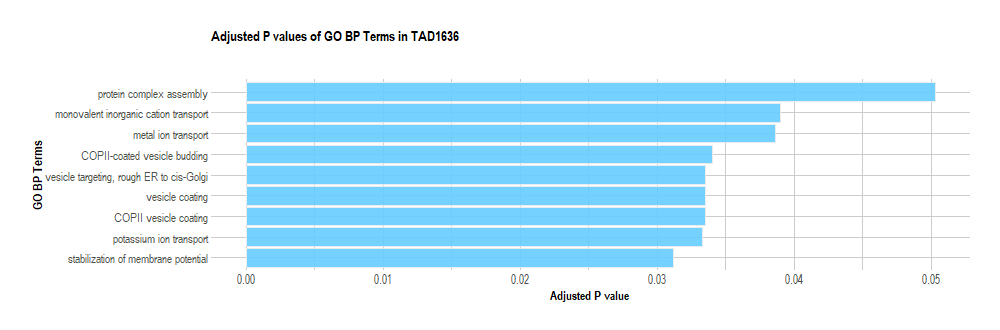 Adjusted P values of GO BP Terms in TAD1636
GO BP Terms
protein complex assembly
monovalent inorganic cation transport
metal ion transport
COPII-coated vesicle budding
vesicle targeting, rough ER to cis-Golgi
vesicle coating
COPII vesicle coating
potassium ion transport
stabilization of membrane potential
0.00 0.01 0.02 0.03 0.04 0.05
Adjusted P value